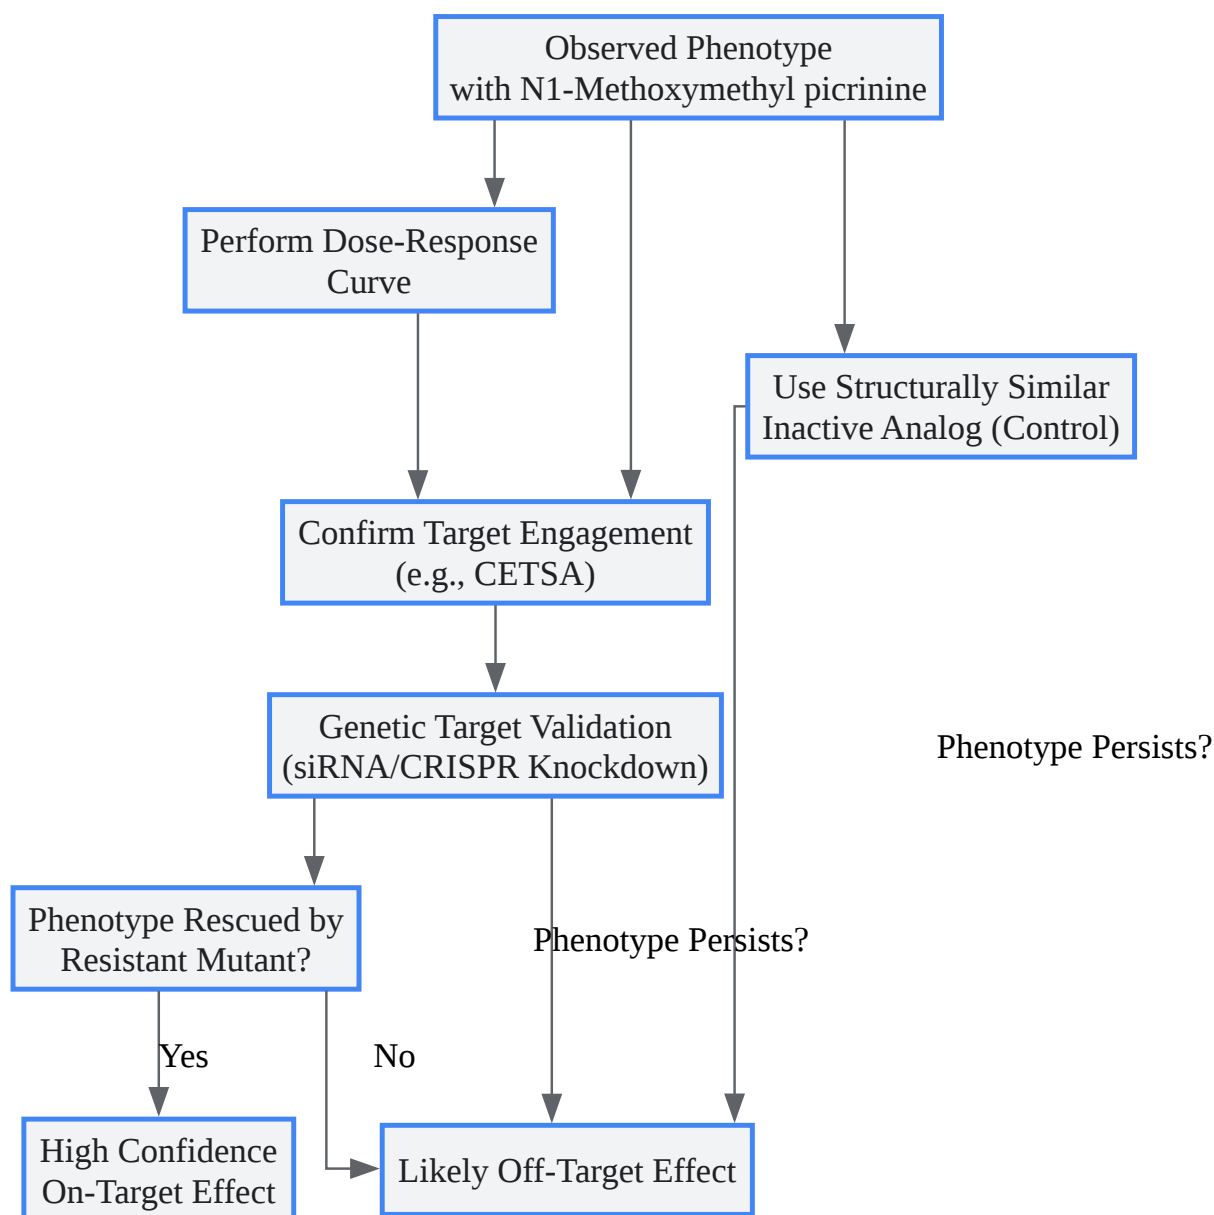 Observed Phenotype
with N1-Methoxymethyl picrinine
Perform Dose-Response
Curve
Use Structurally Similar
Inactive Analog (Control)
Confirm Target Engagement
(e.g., CETSA)
Genetic Target Validation
(siRNA/CRISPR Knockdown)
Phenotype Persists?
Phenotype Rescued by
Resistant Mutant?
Phenotype Persists?
Yes
No
High Confidence
On-Target Effect
Likely Off-Target Effect